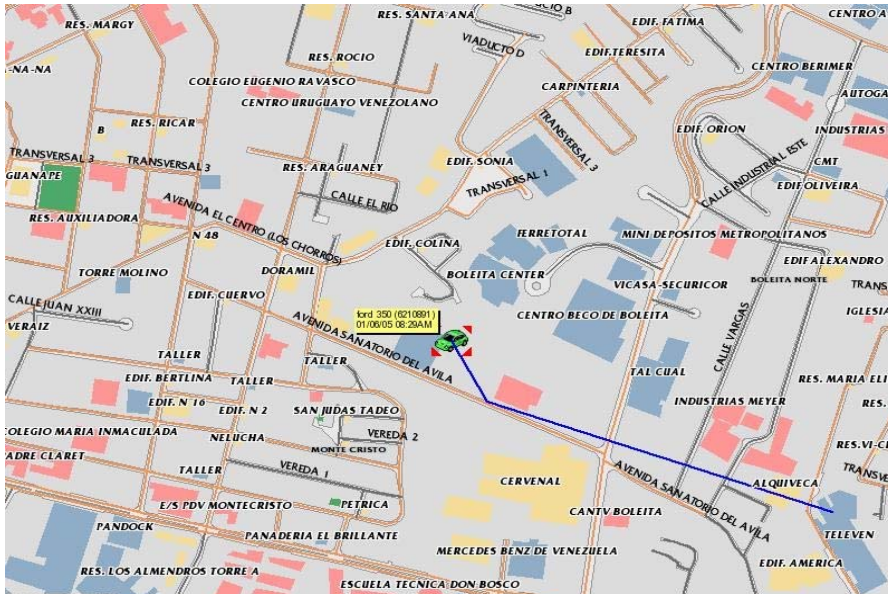 RES. MARGY
RES. SANTA ANA
CIO B
EDIF. FATIMA
CENTRO A
VIADUCTO D
EDIF.TERESITA
RES. ROCIO
CENTRO BERIMER
-NA-NA
COLEGIO EUGENIO RAVASCO
CARPINTERIA
AUTOGA
CENTRO URUGUAYO VENEZOLANO
B
RES. RICAR
EDIF. ORION
INDUSTRIAS
TRANSVERSAL 3
TRANSVERSAL 3
TRANSVERSAL 3
RES. ARAGUANEY
EDIF. SONIA
CALLE INDUSTRIAL ESTE
CMT
GUANAPE
TRANSVERSAL 1
EDIF OLIVEIRA
CALLE EL RIO
RES. AUXILIADORA
AVENIDA EL CENTRO (LOS CHORROS)
N 48
EDIF. COLINA
FERRETOTAL
MINI DEPOSITOS METROPOLITANOS
TORRE MOLINO
DORAMIL
BOLEITA CENTER
EDIF ALEXANDRO
VICASA-SECURICOR
BOLEITA NORTE
EDIF. CUERVO
CALLE JUAN XXIII
ford 350 (6210891)
01/06/05 08:29AM
CENTRO BECO DE BOLEITA
IGLESIA
VERAIZ
AVENIDA SANATORIO DEL AVILA
CALLE VARGAS
TALLER
TALLER
EDIF. BERTLINA
TALLER
TAL CUAL
RES. MARIA ELI
EDIF. N 16
EDIF. N 2
SAN JUDAS TADEO
INDUSTRIAS MEYER
RES.
COLEGIO MARIA INMACULADA
NELUCHA
VEREDA 2
RES. VI-C
MONTE CRISTO
ADRE CLARET
TALLER
VEREDA 1
AVENIDA SANATORIO DEL AVILA
TRANSV
CERVENAL
ALQUIVECA
E/S PDV MONTECRISTO
PETRICA
CANTV BOLEITA
PANDOCK
PANADERIA EL BRILLANTE
TELEVEN
MERCEDES BENZ DE VENEZUELA
EDIF. AMERICA
RES. LOS ALMENDROS TORRE A
ESCUELA TECNICA DON BOSCO